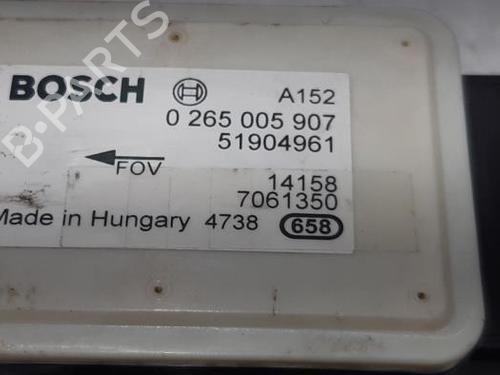 B-PARTS
BOSCH A152
0 265 005 907
51904961
FOV
14158
7061350
Made in Hungary 4738 658